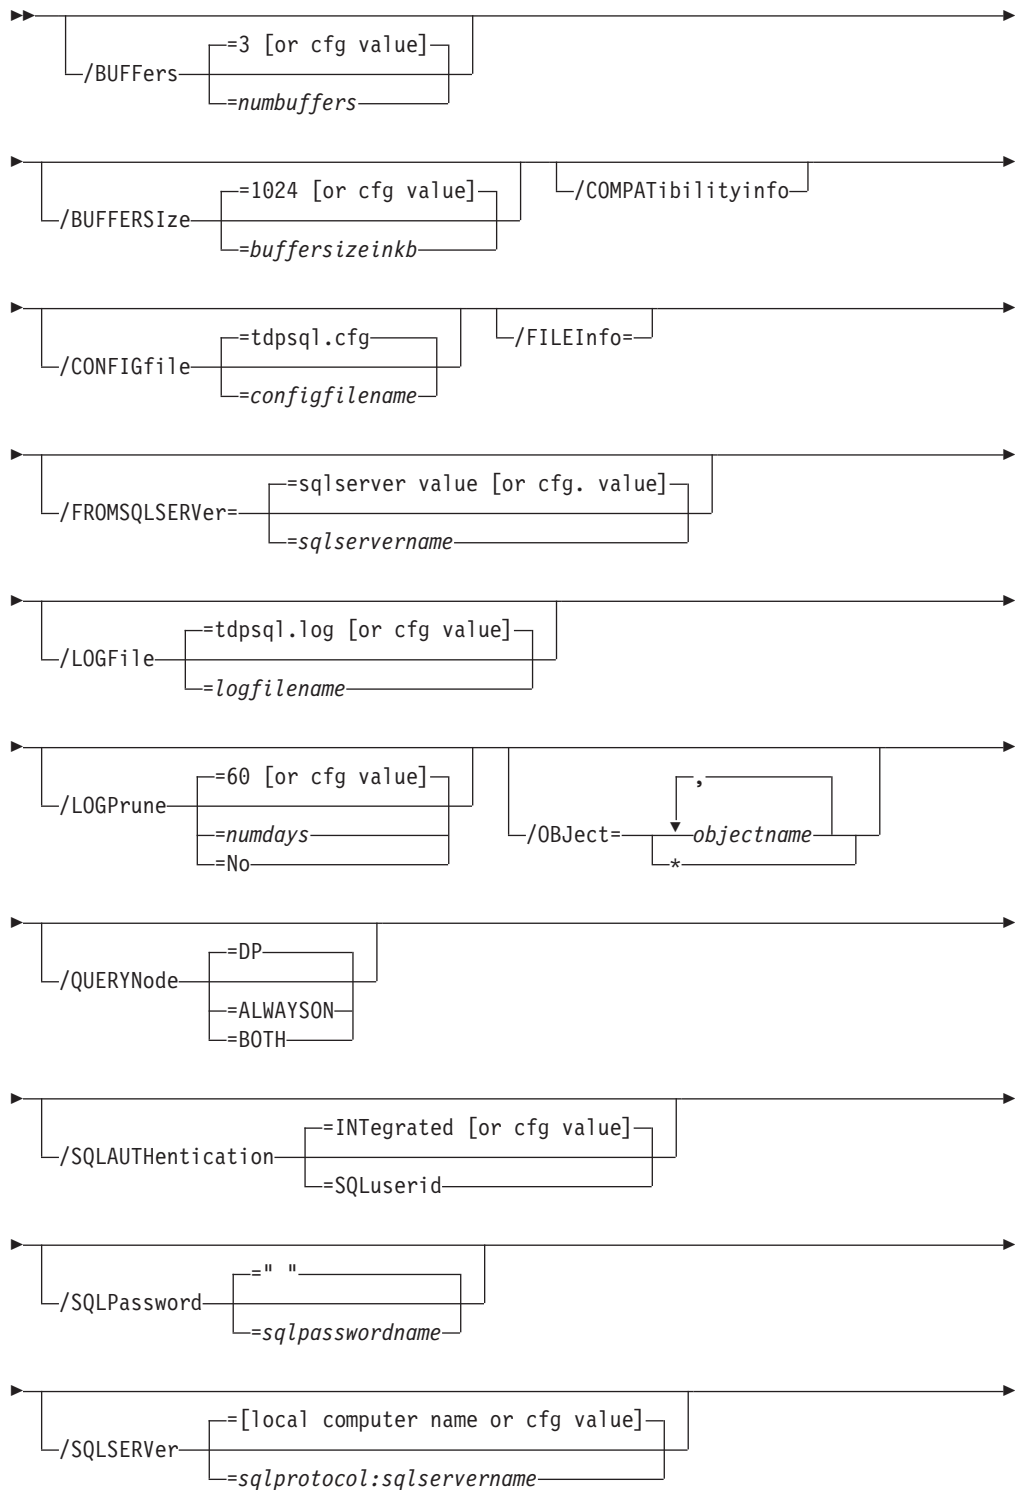 =3 [or cfg value]
/BUFFers
=numbuffers
=1024 [or cfg value]
/COMPATibilityinfo
/BUFFERSIze
=buffersizeinkb
=tdpsql.cfg
/FILEInfo=
/CONFIGfile
=configfilename
=sqlserver value [or cfg. value]
/FROMSQLSERVer=
=sqlservername
=tdpsql.log [or cfg value]
/LOGFile
=logfilename
=60 [or cfg value]
/LOGPrune
=numdays
=No
,
/OBJect=
objectname
*
=DP
/QUERYNode
=ALWAYSON
=BOTH
=INTegrated [or cfg value]
/SQLAUTHentication
=SQLuserid
=" "
/SQLPassword
=sqlpasswordname
=[local computer name or cfg value]
/SQLSERVer
=sqlprotocol:sqlservername